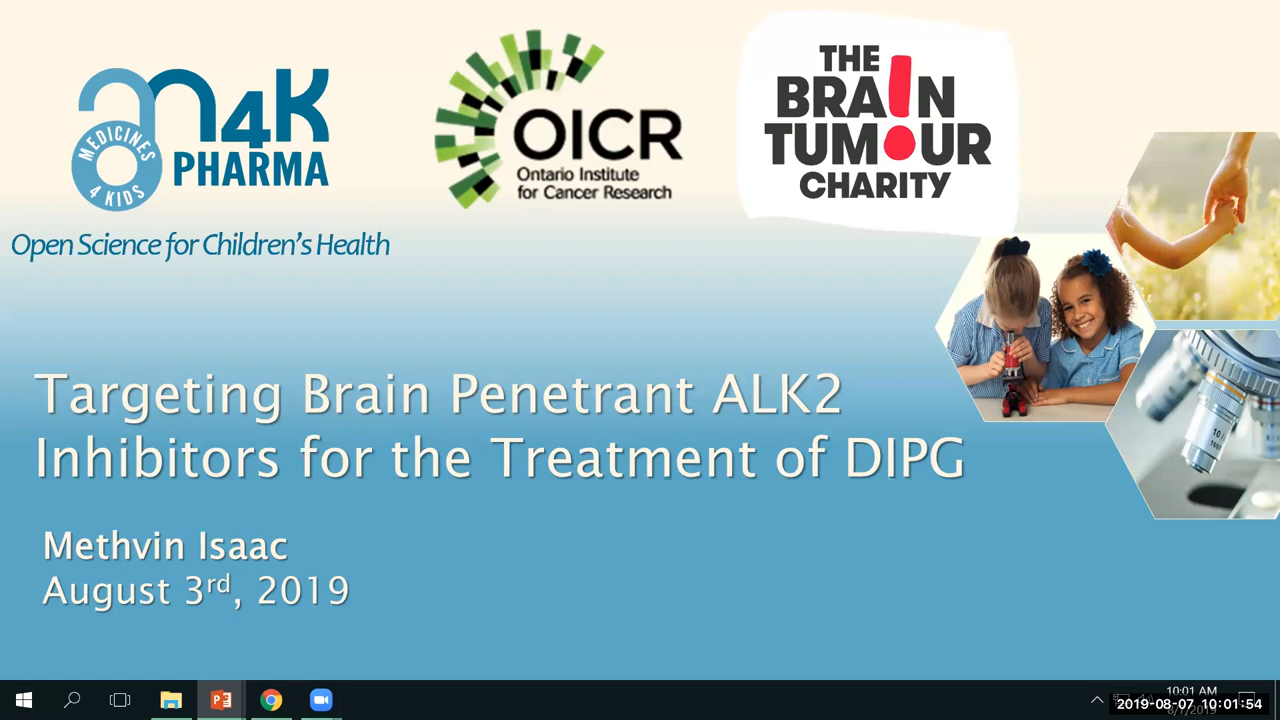 M4K
PHARMA
MEDICINES
4 KIDS
Open Science for Children's Health
OICR
Ontario Institute
for Cancer Research
THE
BRA!N
TUMOUR
CHARITY
Targeting Brain Penetrant ALK2
Inhibitors for the Treatment of DIPG
Methvin Isaac
August 3rd, 2019
10:01 AM
2019-08-07 10:01:54